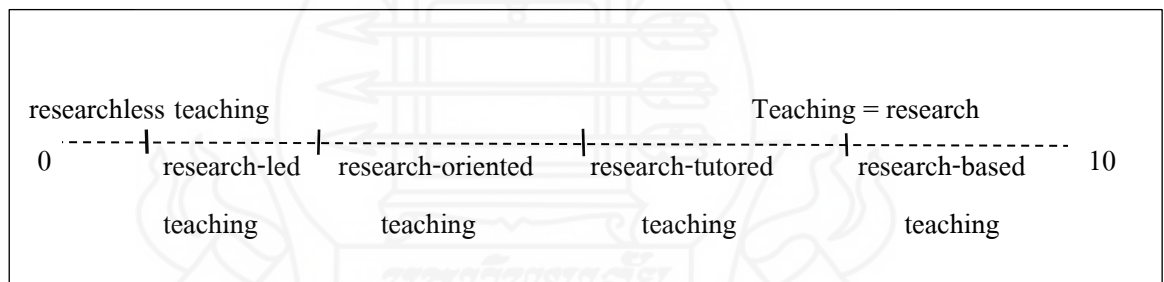 researchless teaching Teaching = research
0 10
research-led research-oriented research-tutored research-based
teaching teaching teaching teaching